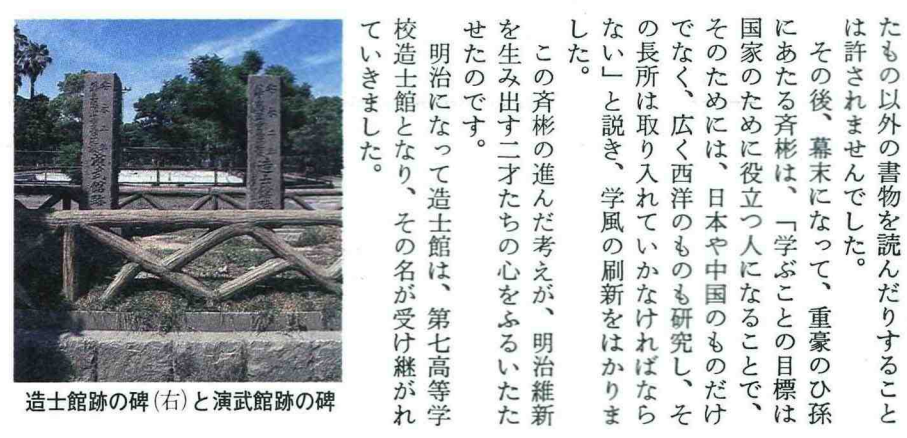 たもの以外の書物を読んだりすること
は許されませんでした。
その後、幕末になって、重豪のひ孫
にあたる斉彬は、「学ぶことの目標は
国家のために役立つ人になることで、
そのためには、日本や中国のものだけ
でなく、広く西洋のものも研究し、そ
の長所は取り入れていかなければなら
ない」と説き、学風の刷新をはかりま
した。
この斉彬の進んだ考えが、明治維新
を生み出す二才たちの心をふるいたた
せたのです。
明治になって造士館は、第七高等学
校造士館となり、その名が受け継がれ
ていきました。
造士館跡の碑(右)と演武館跡の碑